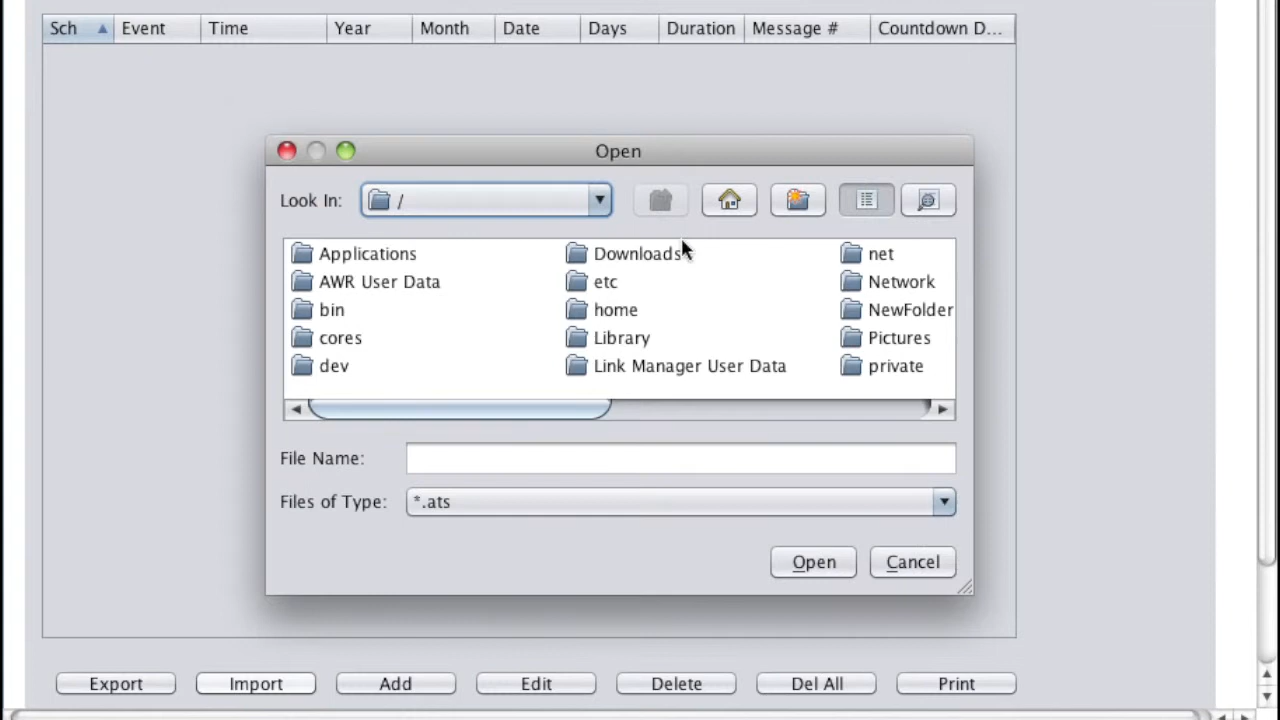 Sch Event Time Year Month Date Days Duration Message # Countdown D...
Open
Look In: /
Applications Downloads net
AWR User Data etc Network
bin home NewFolder
cores Library Pictures
dev Link Manager User Data private
File Name:
Files of Type: *.ats
Open Cancel
Export Import Add Edit Delete Del All Print